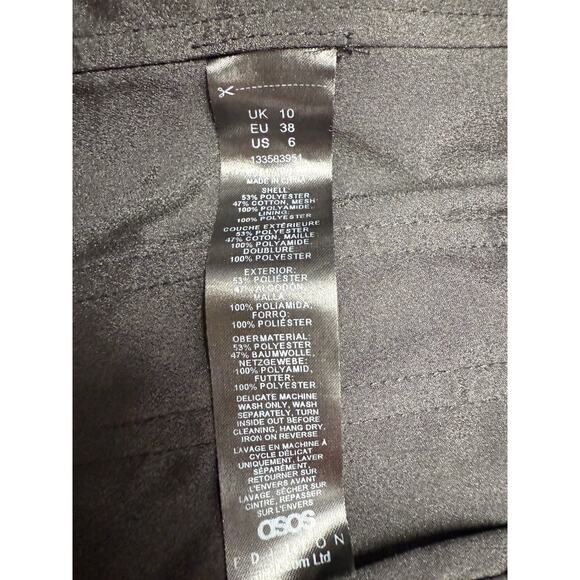 UK 10
EU 38
US 6
133583951
MADE IN CHINA
SHELL:
53% POLYESTER
47% COTTON, MESH:
100% POLYAMIDE,
LINING:
100% POLYESTER
COUCHE EXTÉRIEURE
53% POLYESTER
47% COTON, MAILLE:
100% POLYAMIDE,
DOUBLURE:
100% POLYESTER
EXTERIOR:
53% POLIÉSTER
47% ALGODÓN,
MALLA:
100% POLIAMIDA,
FORRO:
100% POLIÉSTER
OBERMATERIAL:
53% POLYESTER
47% BAUMWOLLE,
NETZGEWEBE:
100% POLYAMID,
FUTTER:
100% POLYESTER
DELICATE MACHINE
WASH ONLY, WASH
SEPARATELY, TURN
INSIDE OUT BEFORE
CLEANING, HANG DRY,
IRON ON REVERSE
LAVAGE EN MACHINE À
CYCLE DÉLICAT
UNIQUEMENT, LAVER
SÉPARÉMENT,
RETOURNER SUR
L'ENVERS AVANT
LAVAGE, SÉCHER SUR
CINTRE, REPASSER
SUR L'ENVERS
asos
EDITION
.com Ltd